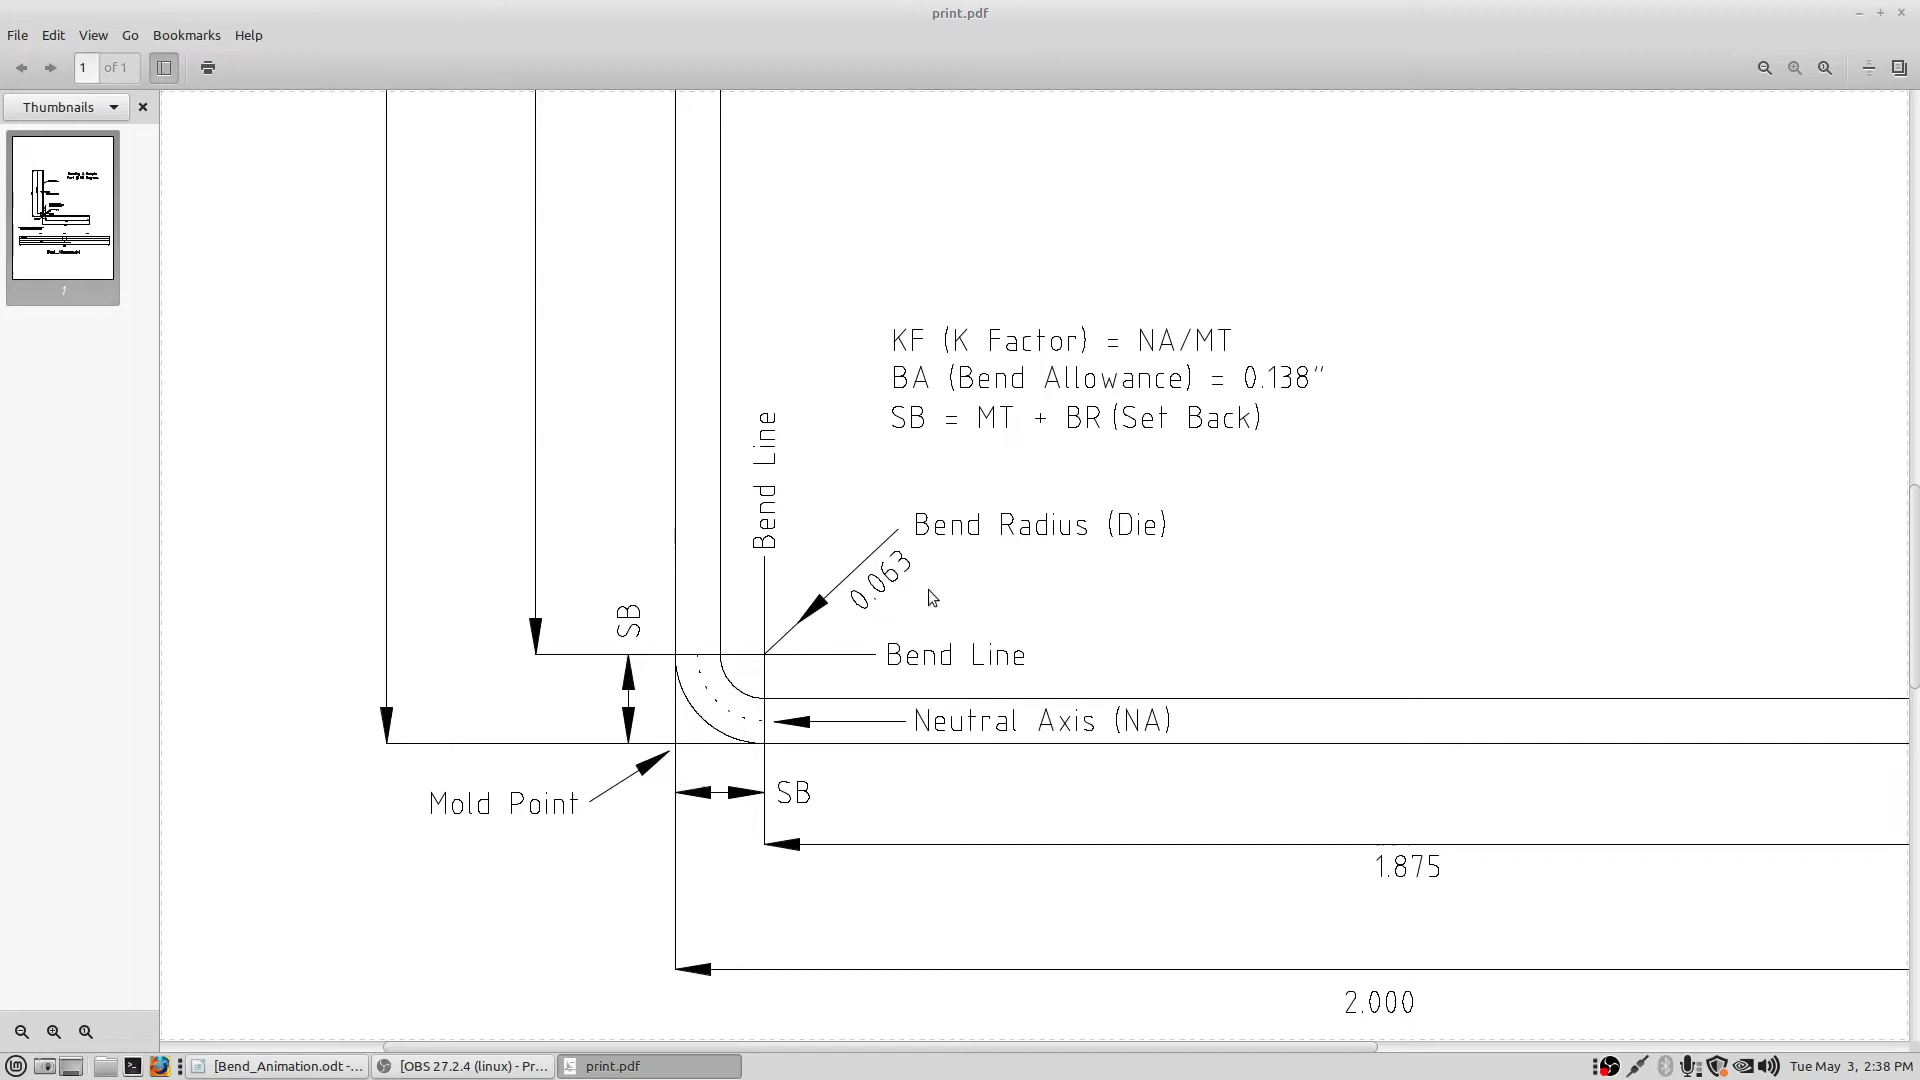 print.pdf
File Edit View Go Bookmarks Help
1 of 1
Thumbnails
1
KF (K Factor) = NA/MT
BA (Bend Allowance) = 0.138"
SB = MT + BR (Set Back)
Bend Line
Bend Radius (Die)
0.063
SB
Bend Line
Neutral Axis (NA)
Mold Point
SB
1.875
2.000
[Bend_Animation.odt -... [OBS 27.2.4 (linux) - Pr... print.pdf Tue May 3, 2:38 PM